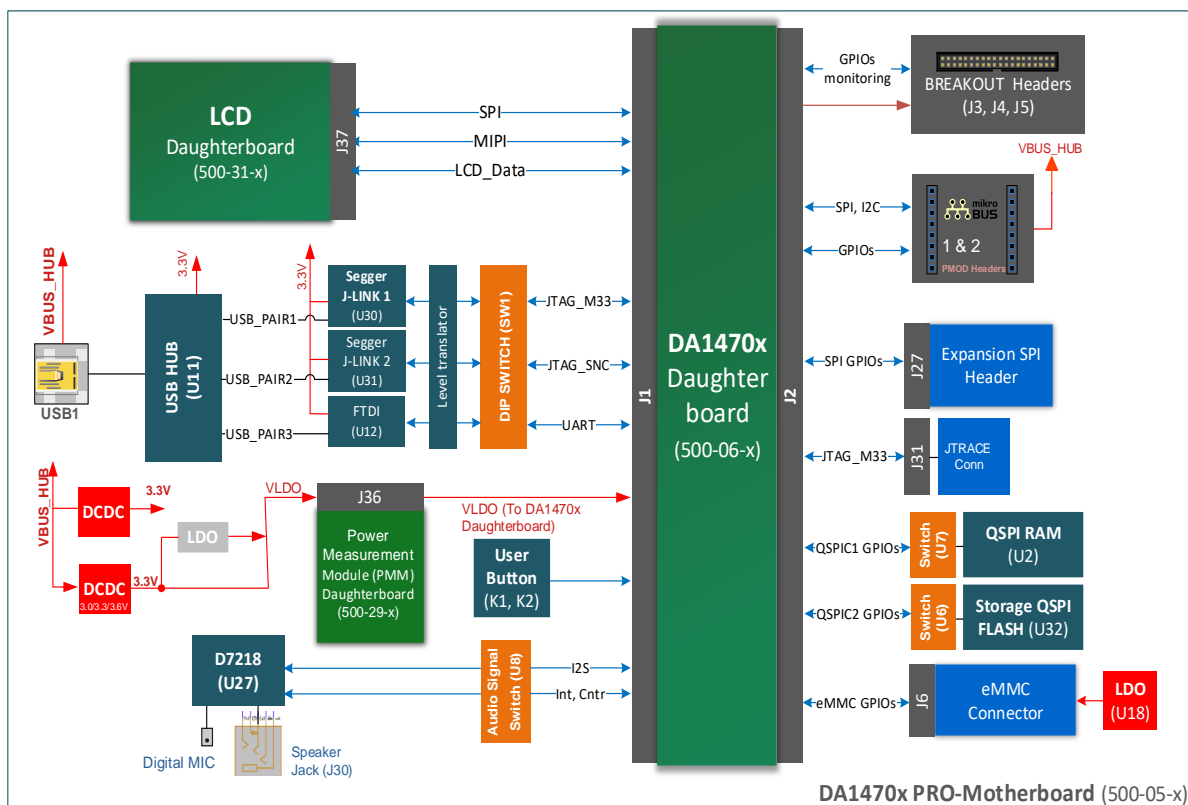 LCD
Daughterboard
(500-31-x)
J37
SPI
MIPI
LCD_Data
VBUS_HUB
3.3V
3.3V
USB1
USB HUB
(U11)
USB_PAIR1
USB_PAIR2
USB_PAIR3
Segger
J-LINK 1
(U30)
Segger
J-LINK 2
(U31)
FTDI
(U12)
Level translator
DIP SWITCH (SW1)
JTAG_M33
JTAG_SNC
UART
VBUS_HUB
DCDC
3.3V
LDO
DCDC
3.0/3.3/3.6V
3.3V
VLDO
J36
Power
Measurement
Module (PMM)
Daughterboard
(500-29-x)
VLDO (To DA1470x
Daughterboard)
User
Button
(K1, K2)
D7218
(U27)
Digital MIC
1
2
3
4
5
6
Speaker
Jack (J30)
Audio Signal
Switch (U8)
I2S
Int, Cntr
J1
DA1470x
Daughter
board
(500-06-x)
J2
GPIOs
monitoring
BREAKOUT Headers
(J3, J4, J5)
VBUS_HUB
SPI, I2C
GPIOs
mikro
BUS
1 & 2
PMOD Headers
SPI GPIOs
J27
Expansion SPI
Header
JTAG_M33
J31
JTRACE
Conn
QSPIC1 GPIOs
Switch
(U7)
QSPI RAM
(U2)
QSPIC2 GPIOs
Switch
(U6)
Storage QSPI
FLASH (U32)
eMMC GPIOs
J6
eMMC
Connector
LDO
(U18)
DA1470x PRO-Motherboard (500-05-x)